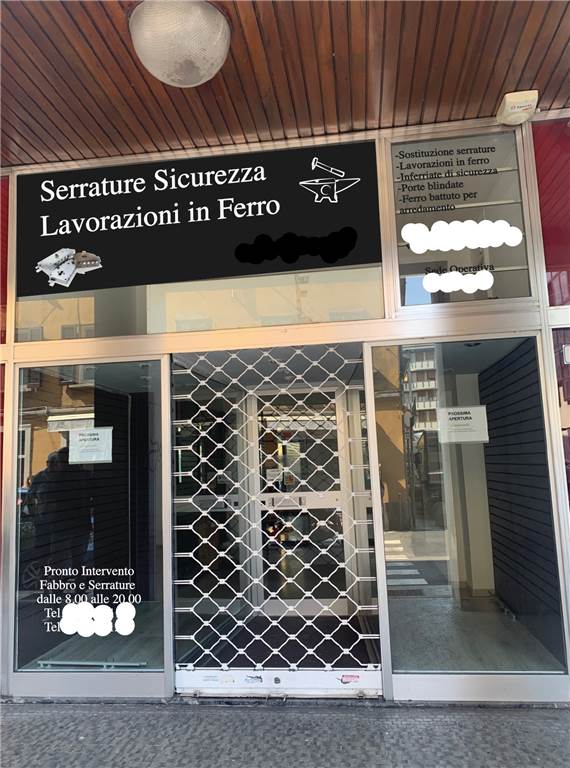 Serrature Sicurezza
Lavorazioni in Ferro
-Sostituzione serrature
-Lavorazioni in ferro
-Inferriate di sicurezza
-Porte blindate
-Ferro battuto per
arredamento
Sede Operativa
PROSSIMA
APERTURA
PROSSIMA
APERTURA
Pronto Intervento
Fabbro e Serrature
dalle 8.00 alle 20.00
Tel
Tel